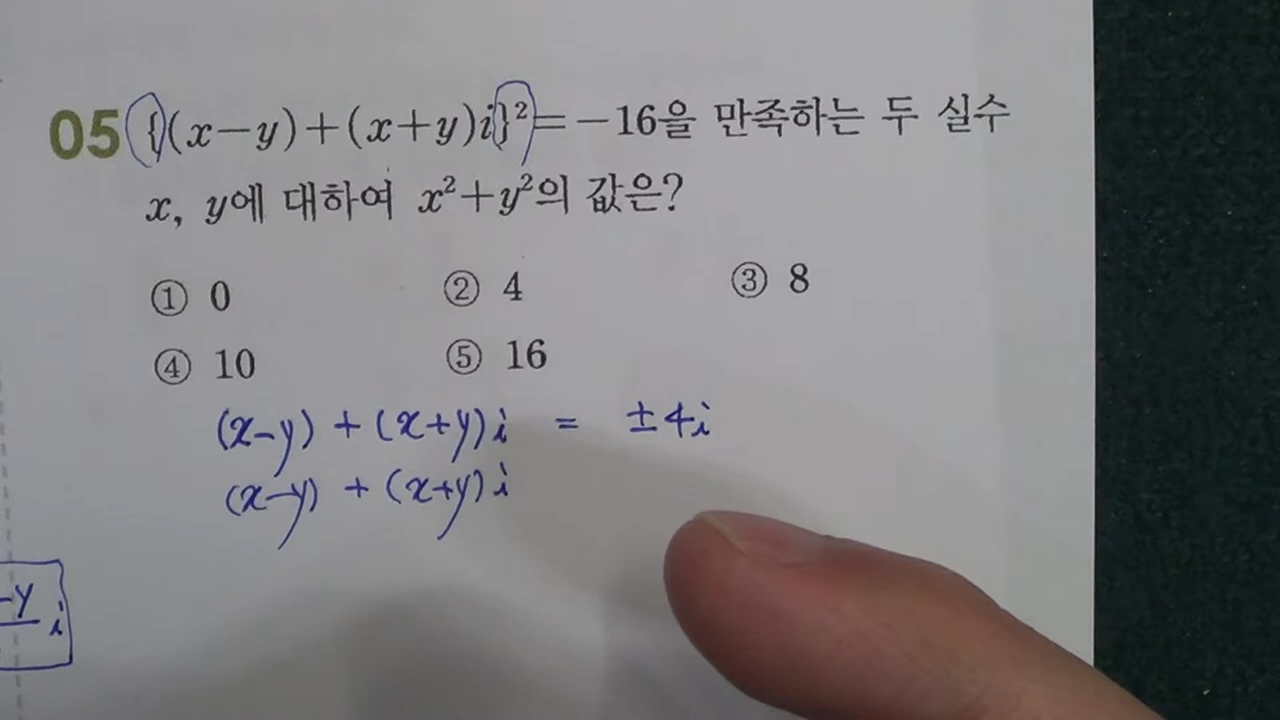 05 {(x−y)+(x+y)i}²=−16을 만족하는 두 실수
x, y에 대하여 x²+y²의 값은?
① 0 ② 4 ③ 8
④ 10 ⑤ 16
(x−y) + (x+y)i = ±4i
(x−y) + (x+y)i
−y
i